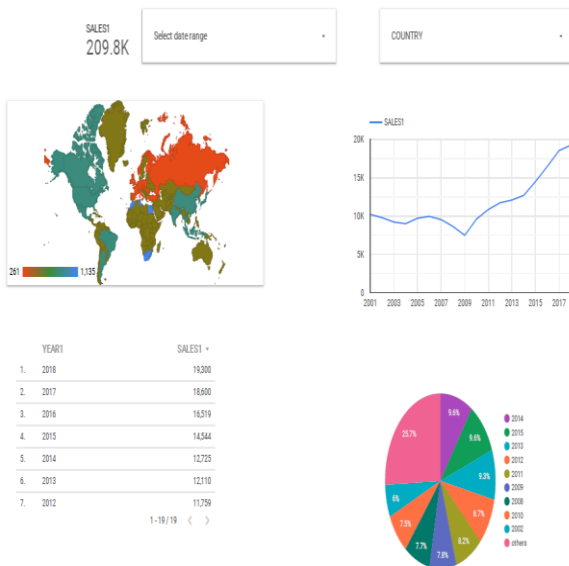 SALES1
209.8K
Select date range
COUNTRY
261 1,135
SALES1
20K
15K
10K
5K
0
2001 2003 2005 2007 2009 2011 2013 2015 2017
YEAR1 SALES1
1. 2018 19,300
2. 2017 18,600
3. 2016 16,519
4. 2015 14,544
5. 2014 12,725
6. 2013 12,110
7. 2012 11,759
1 - 19 / 19
9.6%
9.6%
9.3%
8.7%
8.2%
7.8%
7.7%
7.5%
6%
25.7%
2014
2015
2013
2012
2011
2009
2008
2010
2002
others